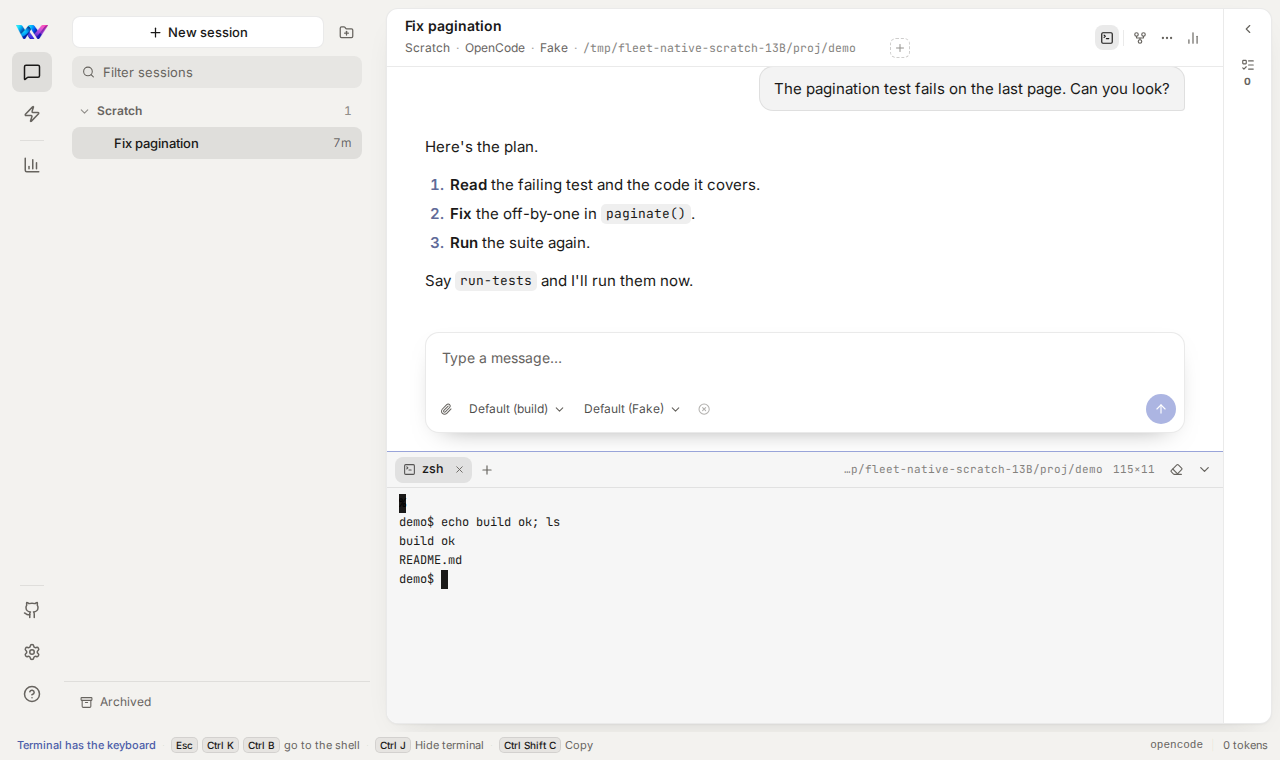 New session
Filter sessions
Scratch 1
Fix pagination 7m
Archived
Fix pagination
Scratch · OpenCode · Fake · /tmp/fleet-native-scratch-13B/proj/demo
0
The pagination test fails on the last page. Can you look?
Here's the plan.
1. Read the failing test and the code it covers.
2. Fix the off-by-one in paginate().
3. Run the suite again.
Say run-tests and I'll run them now.
Type a message...
Default (build) Default (Fake)
zsh …p/fleet-native-scratch-13B/proj/demo 115×11
demo$ echo build ok; ls
build ok
README.md
demo$
Terminal has the keyboard Esc Ctrl K Ctrl B go to the shell Ctrl J Hide terminal Ctrl Shift C Copy opencode 0 tokens